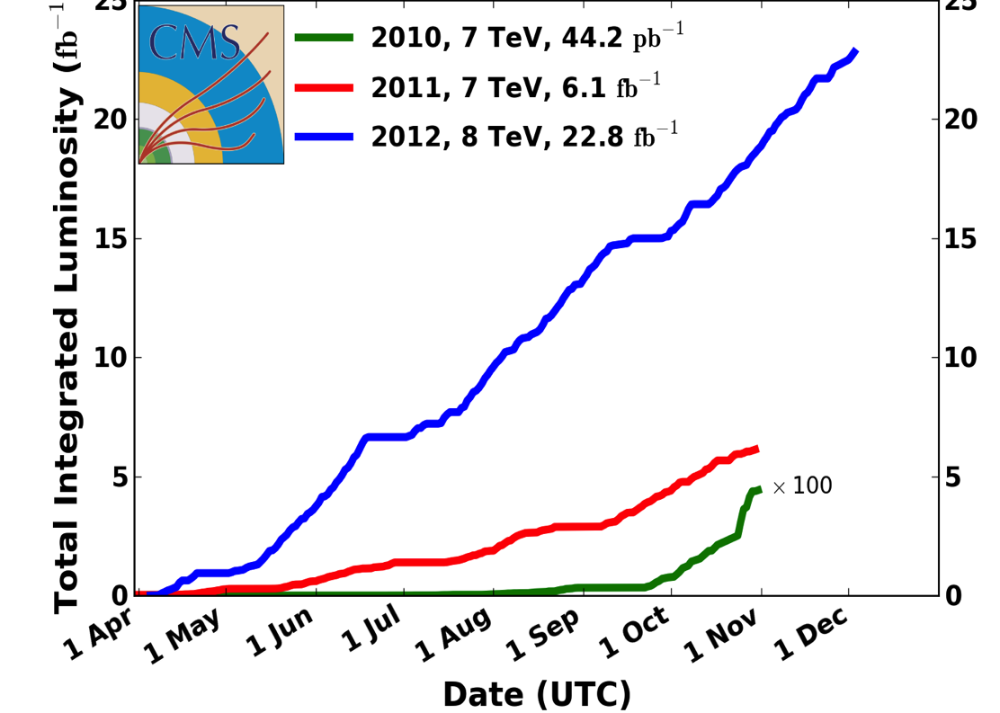 25
25
CMS
2010, 7 TeV, 44.2 pb⁻¹
2011, 7 TeV, 6.1 fb⁻¹
2012, 8 TeV, 22.8 fb⁻¹
Total Integrated Luminosity (fb⁻¹
20
20
15
15
10
10
5
5
× 100
0
0
1 Apr
1 May
1 Jun
1 Jul
1 Aug
1 Sep
1 Oct
1 Nov
1 Dec
Date (UTC)